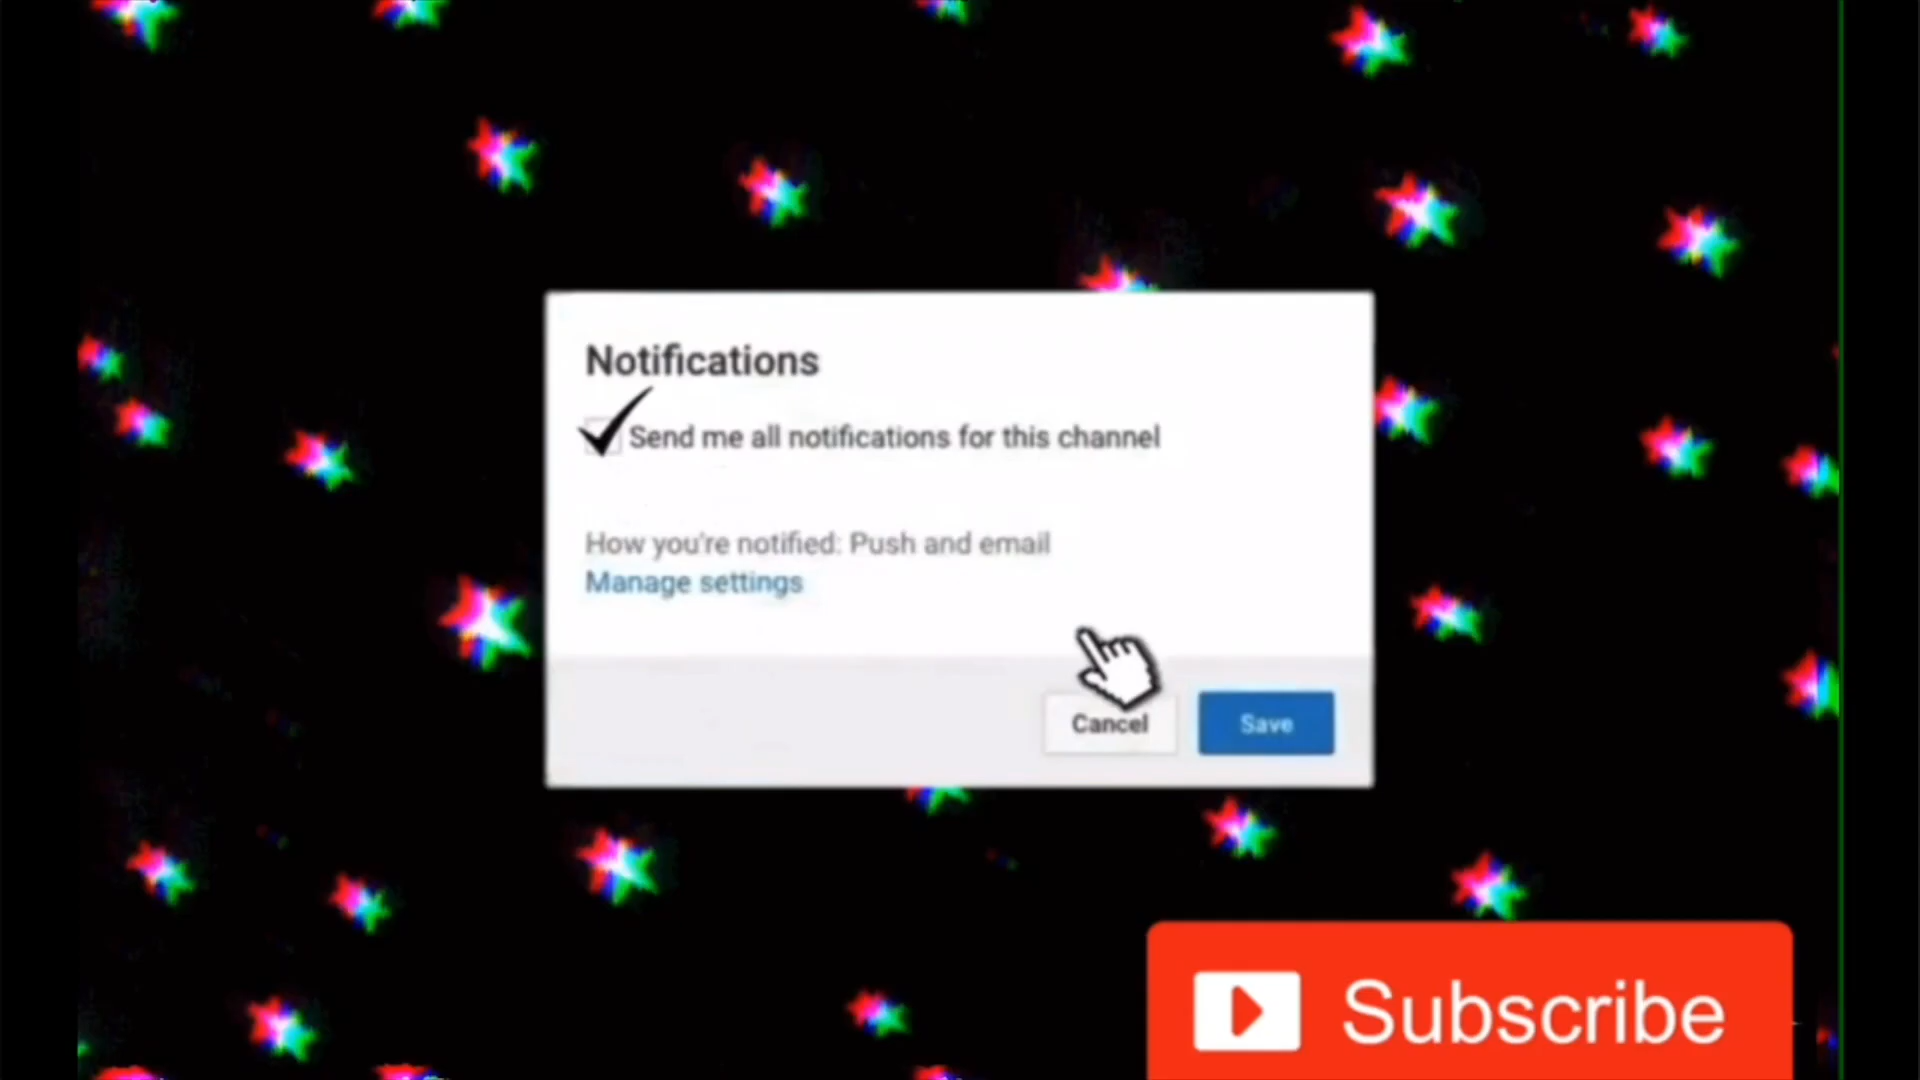 Notifications
Send me all notifications for this channel
How you're notified: Push and email
Manage settings
Cancel
Save
Subscribe